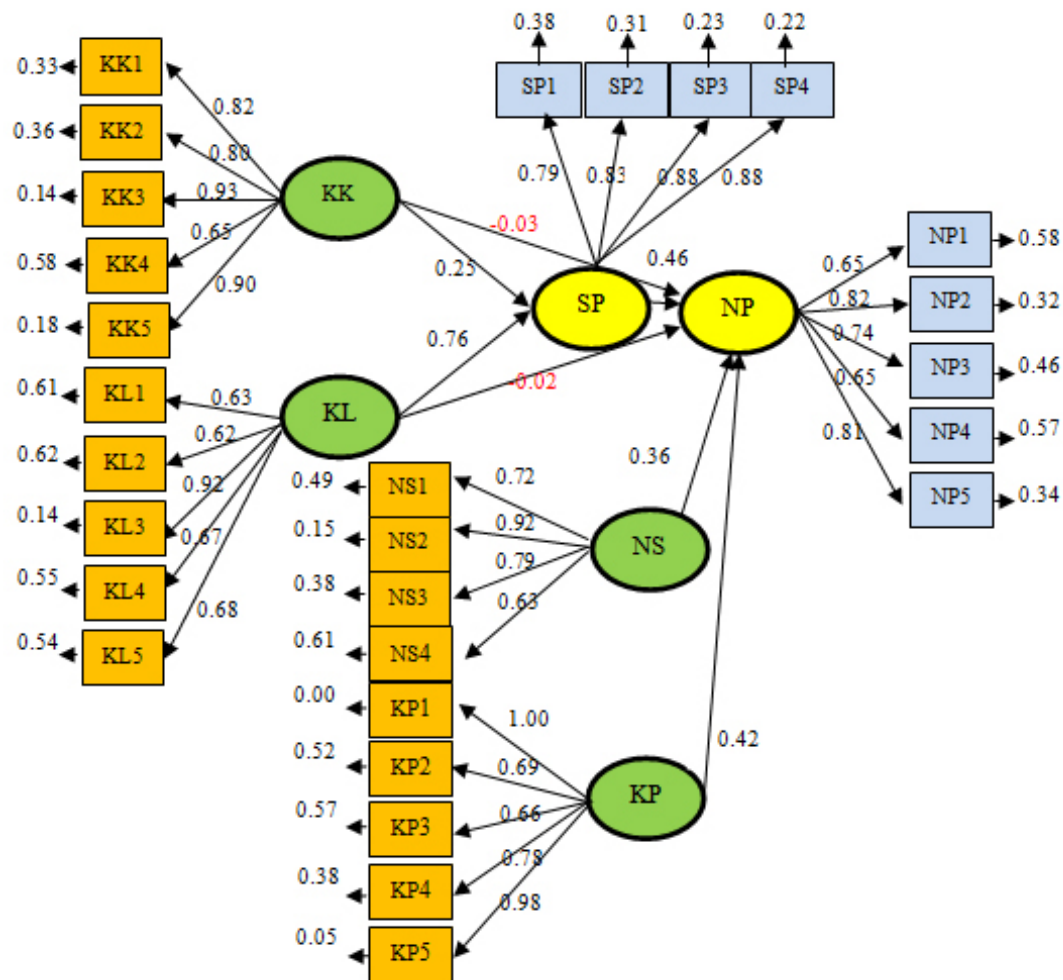 0.38
0.31
0.23
0.22
SP1
SP2
SP3
SP4
0.79
0.83
0.88
0.88
0.33
KK1
0.82
0.36
KK2
0.80
0.14
KK3
0.93
0.58
KK4
0.65
0.18
KK5
0.90
KK
-0.03
0.25
0.46
SP
NP
0.76
-0.02
0.65
NP1
0.58
0.82
NP2
0.32
0.74
NP3
0.46
0.65
NP4
0.57
0.81
NP5
0.34
0.61
KL1
0.63
0.62
KL2
0.62
0.14
KL3
0.92
0.55
KL4
0.67
0.54
KL5
0.68
KL
0.36
0.49
NS1
0.72
0.15
NS2
0.92
0.38
NS3
0.79
0.61
NS4
0.63
NS
0.00
KP1
1.00
0.42
0.52
KP2
0.69
0.57
KP3
0.66
0.38
KP4
0.78
0.05
KP5
0.98
KP